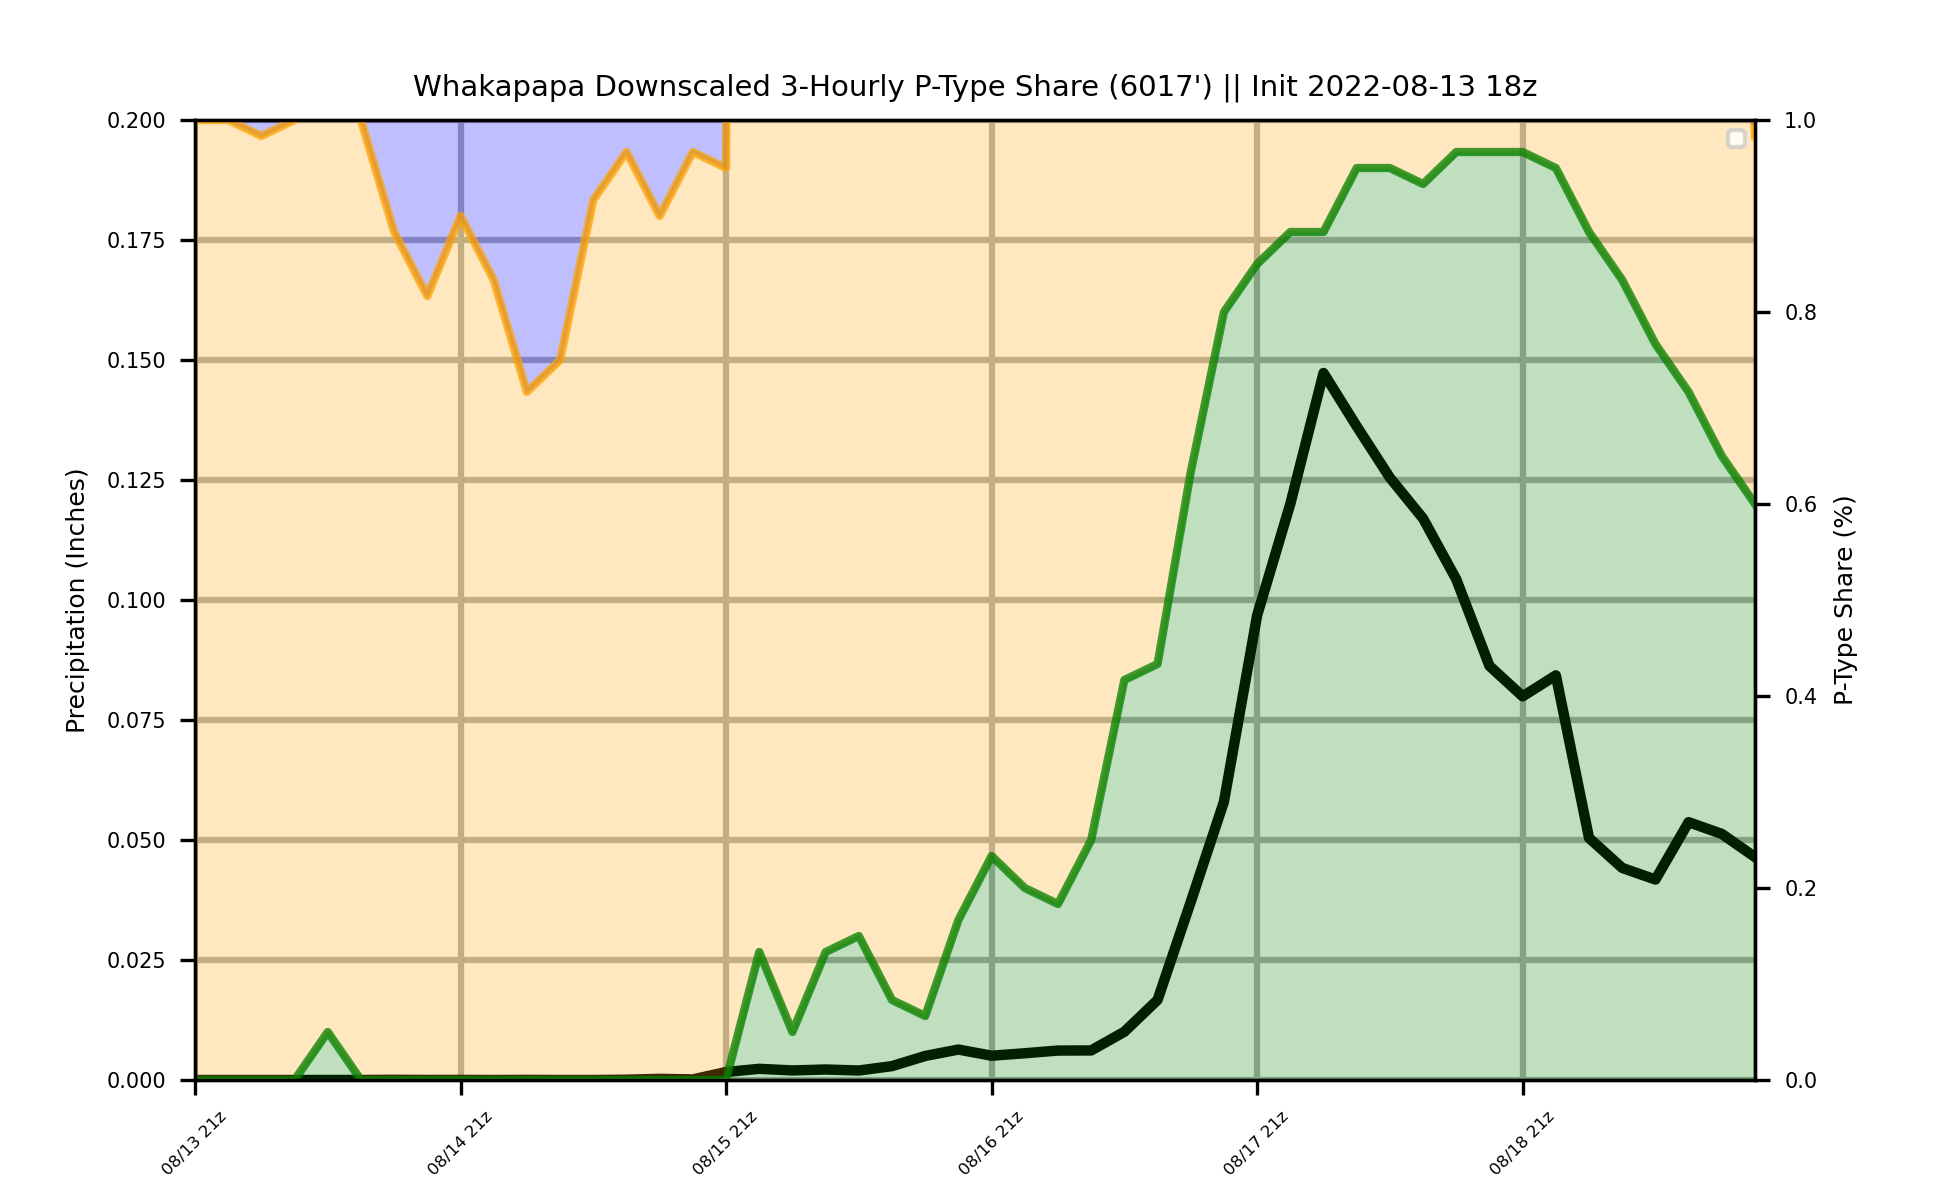 Whakapapa Downscaled 3-Hourly P-Type Share (6017') || Init 2022-08-13 18z
0.200
0.175
0.150
0.125
0.100
0.075
0.050
0.025
0.000
Precipitation (Inches)
1.0
0.8
0.6
0.4
0.2
0.0
P-Type Share (%)
08/13 21z
08/14 21z
08/15 21z
08/16 21z
08/17 21z
08/18 21z